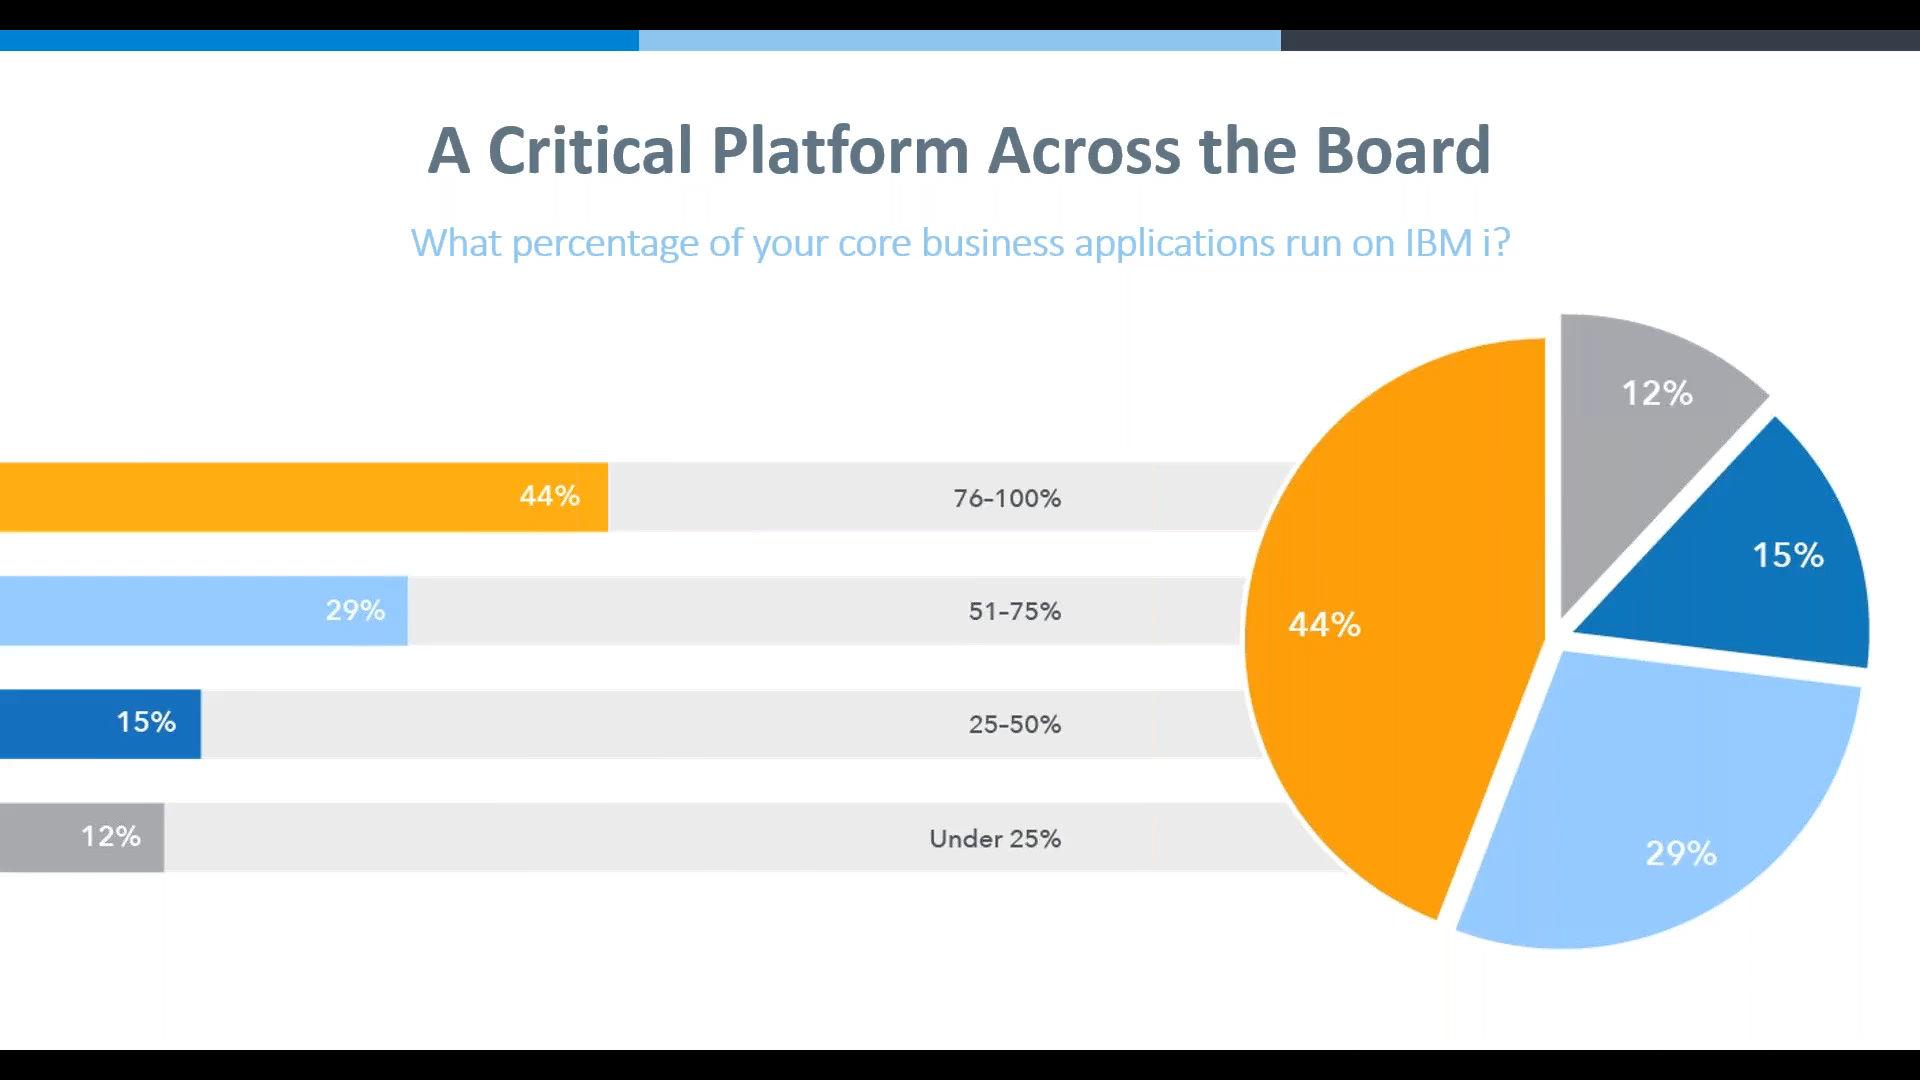 A Critical Platform Across the Board
What percentage of your core business applications run on IBM i?
44% 76–100%
29% 51–75%
15% 25–50%
12% Under 25%
12%
15%
44%
29%